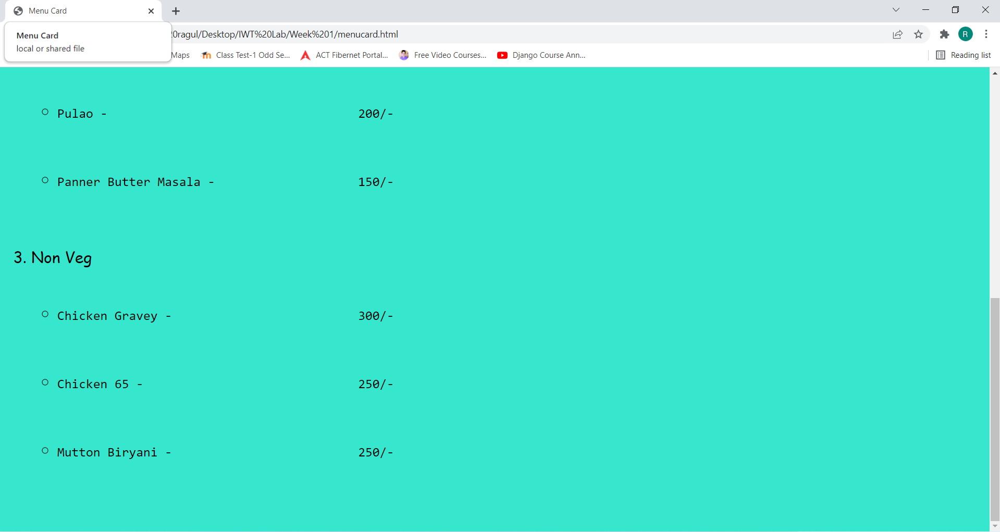 Menu Card
Menu Card
local or shared file
20ragul/Desktop/IWT%20Lab/Week%201/menucard.html
R
Maps
Class Test-1 Odd Se...
ACT Fibernet Portal...
Free Video Courses...
Django Course Ann...
Reading list
Pulao - 200/-
Panner Butter Masala - 150/-
3. Non Veg
Chicken Gravey - 300/-
Chicken 65 - 250/-
Mutton Biryani - 250/-